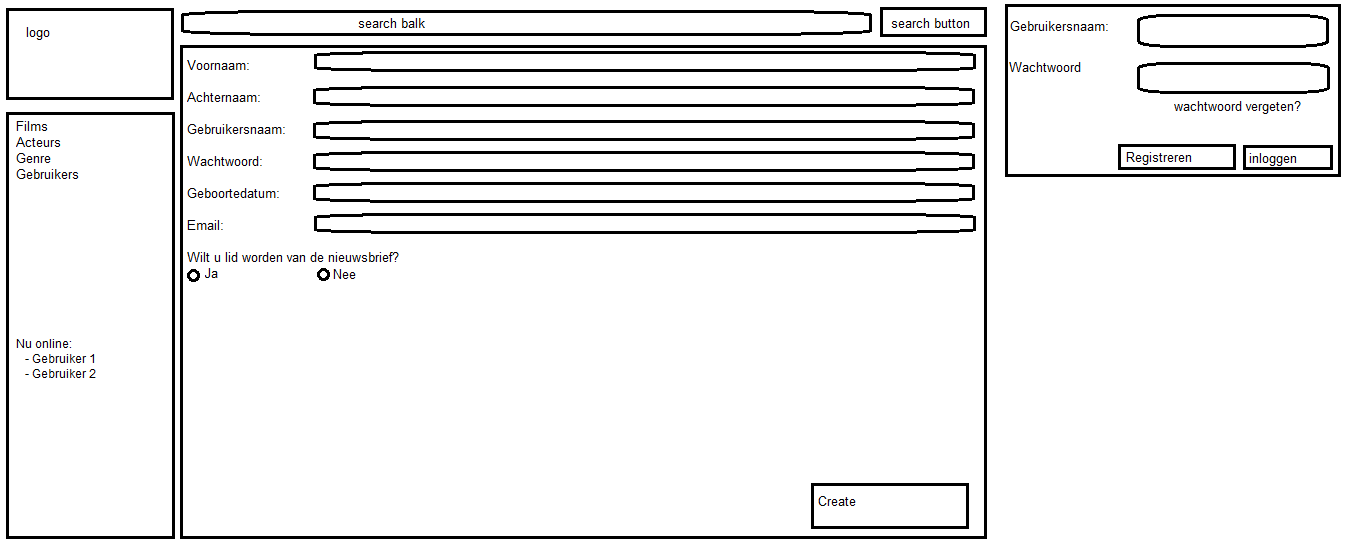 logo
search balk
search button
Films
Acteurs
Genre
Gebruikers
Nu online:
- Gebruiker 1
- Gebruiker 2
Voornaam:
Achternaam:
Gebruikersnaam:
Wachtwoord:
Geboortedatum:
Email:
Wilt u lid worden van de nieuwsbrief?
Ja Nee
Create
Gebruikersnaam:
Wachtwoord
wachtwoord vergeten?
Registreren inloggen